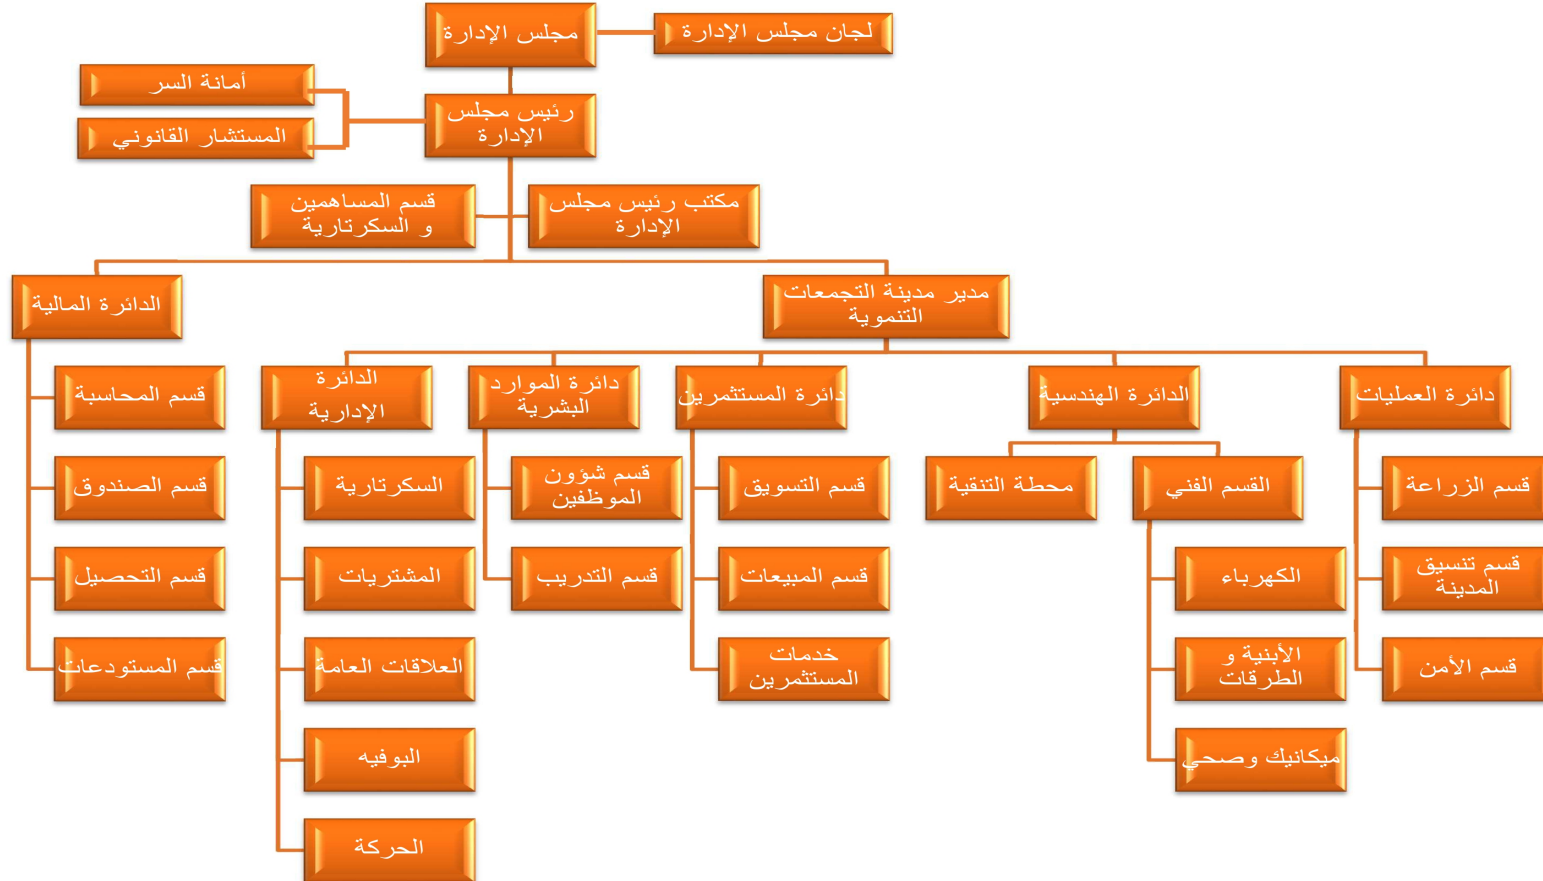 مجلس الإدارة
لجان مجلس الإدارة
أمانة السر
رئيس مجلس
الإدارة
المستشار القانوني
مكتب رئيس مجلس
الإدارة
قسم المساهمين
و السكرتارية
مدير مدينة التجمعات
التنموية
الدائرة المالية
دائرة العمليات
الدائرة الهندسية
دائرة المستثمرين
دائرة الموارد
البشرية
الدائرة
الإدارية
قسم المحاسبة
قسم الزراعة
القسم الفني
محطة التنقية
قسم التسويق
قسم شؤون
الموظفين
السكرتارية
قسم الصندوق
قسم تنسيق
المدينة
الكهرباء
قسم المبيعات
قسم التدريب
المشتريات
قسم التحصيل
قسم الأمن
الأبنية و
الطرقات
خدمات
المستثمرين
العلاقات العامة
قسم المستودعات
ميكانيك وصحي
البوفيه
الحركة